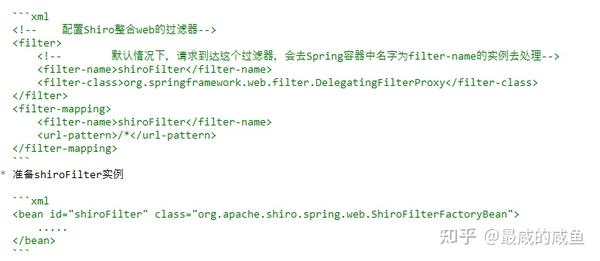 ```xml
<!--    配置Shiro整合web的过滤器-->
<filter>
    <!--        默认情况下，请求到达这个过滤器，会去Spring容器中名字为filter-name的实例去处理-->
    <filter-name>shiroFilter</filter-name>
    <filter-class>org.springframework.web.filter.DelegatingFilterProxy</filter-class>
</filter>
<filter-mapping>
    <filter-name>shiroFilter</filter-name>
    <url-pattern>/*</url-pattern>
</filter-mapping>
```
* 准备shiroFilter实例
```xml
<bean id="shiroFilter" class="org.apache.shiro.spring.web.ShiroFilterFactoryBean">
    .....
</bean>
```
知乎 @最咸的咸鱼